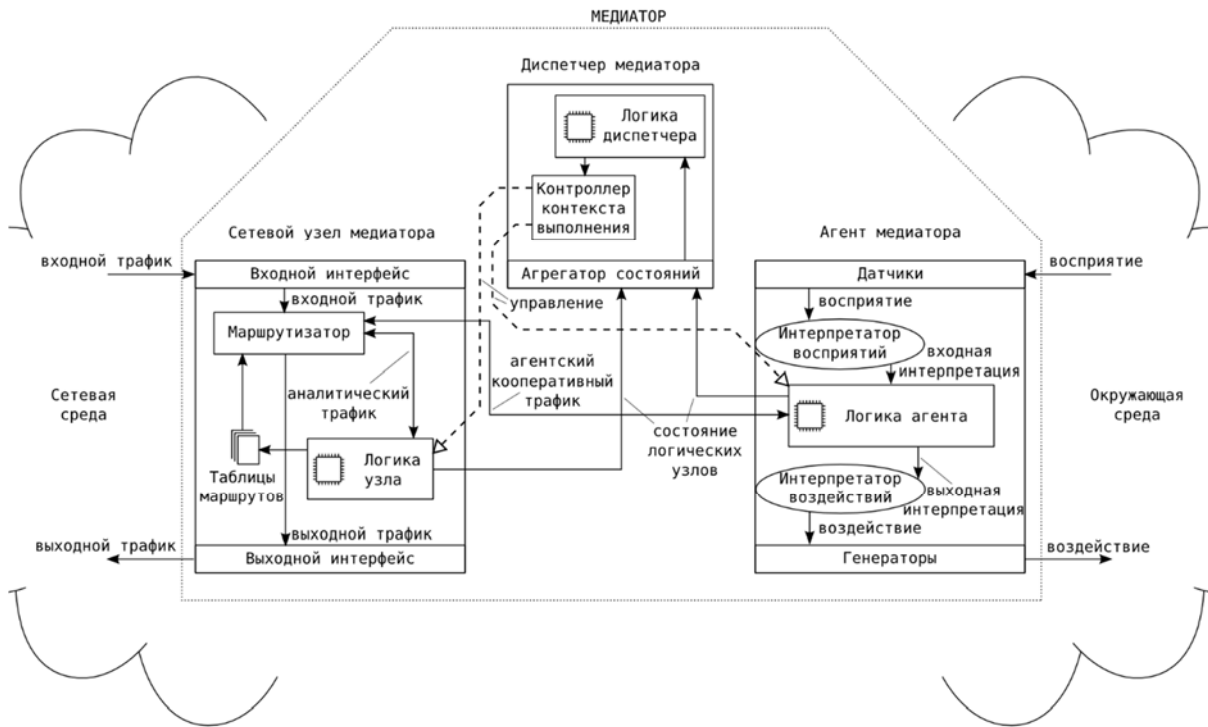 МЕДИАТОР
Диспетчер медиатора
Логика
диспетчера
Контроллер
контекста
выполнения
Агрегатор состояний
Сетевой узел медиатора
Агент медиатора
входной трафик
Входной интерфейс
входной трафик
Маршрутизатор
аналитический
трафик
Логика
узла
Таблицы
маршрутов
выходной трафик
Выходной интерфейс
выходной трафик
Сетевая
среда
управление
агентский
кооперативный
трафик
состояние
логических
узлов
Датчики
восприятие
восприятие
Интерпретатор
восприятий
входная
интерпретация
Логика агента
Интерпретатор
воздействий
выходная
интерпретация
воздействие
Генераторы
воздействие
Окружающая
среда